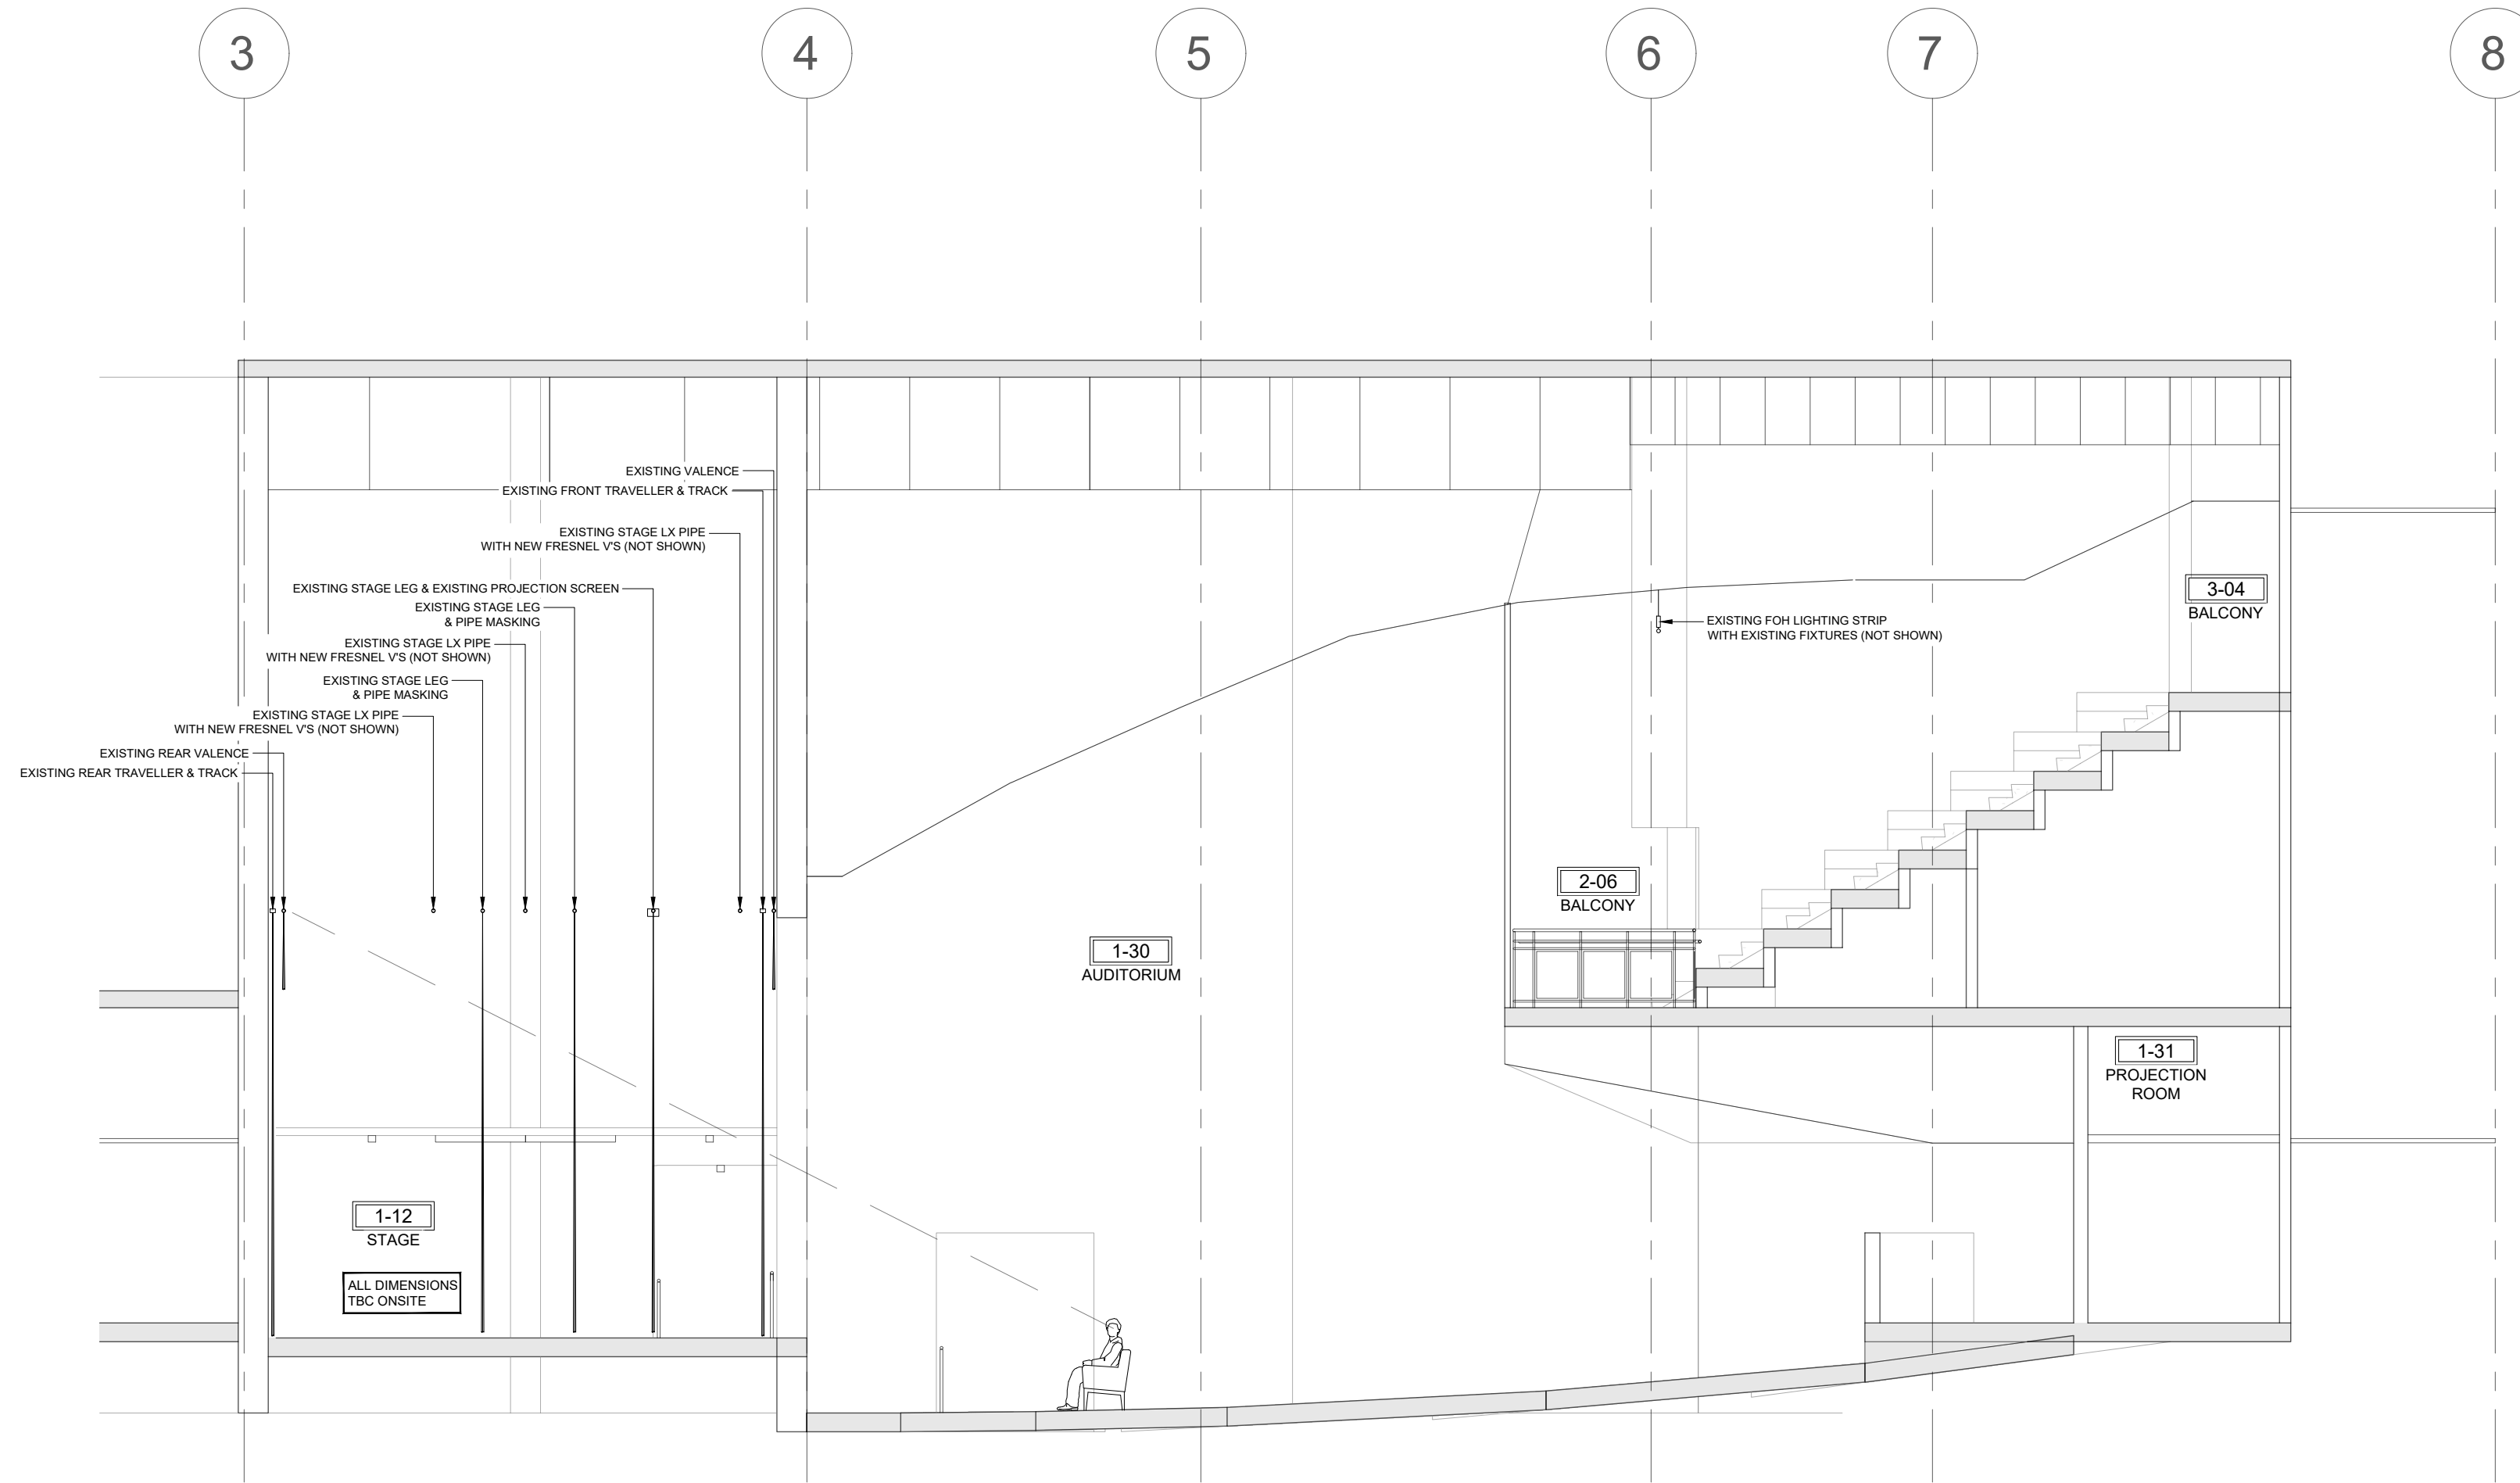 3
4
5
6
7
8
EXISTING VALENCE
EXISTING FRONT TRAVELLER & TRACK
EXISTING STAGE LX PIPE
WITH NEW FRESNEL V'S (NOT SHOWN)
EXISTING STAGE LEG & EXISTING PROJECTION SCREEN
EXISTING STAGE LEG
& PIPE MASKING
EXISTING STAGE LX PIPE
WITH NEW FRESNEL V'S (NOT SHOWN)
EXISTING STAGE LEG
& PIPE MASKING
EXISTING STAGE LX PIPE
WITH NEW FRESNEL V'S (NOT SHOWN)
EXISTING REAR VALENCE
EXISTING REAR TRAVELLER & TRACK
3-04
BALCONY
EXISTING FOH LIGHTING STRIP
WITH EXISTING FIXTURES (NOT SHOWN)
2-06
BALCONY
1-30
AUDITORIUM
1-31
PROJECTION
ROOM
1-12
STAGE
ALL DIMENSIONS
TBC ONSITE